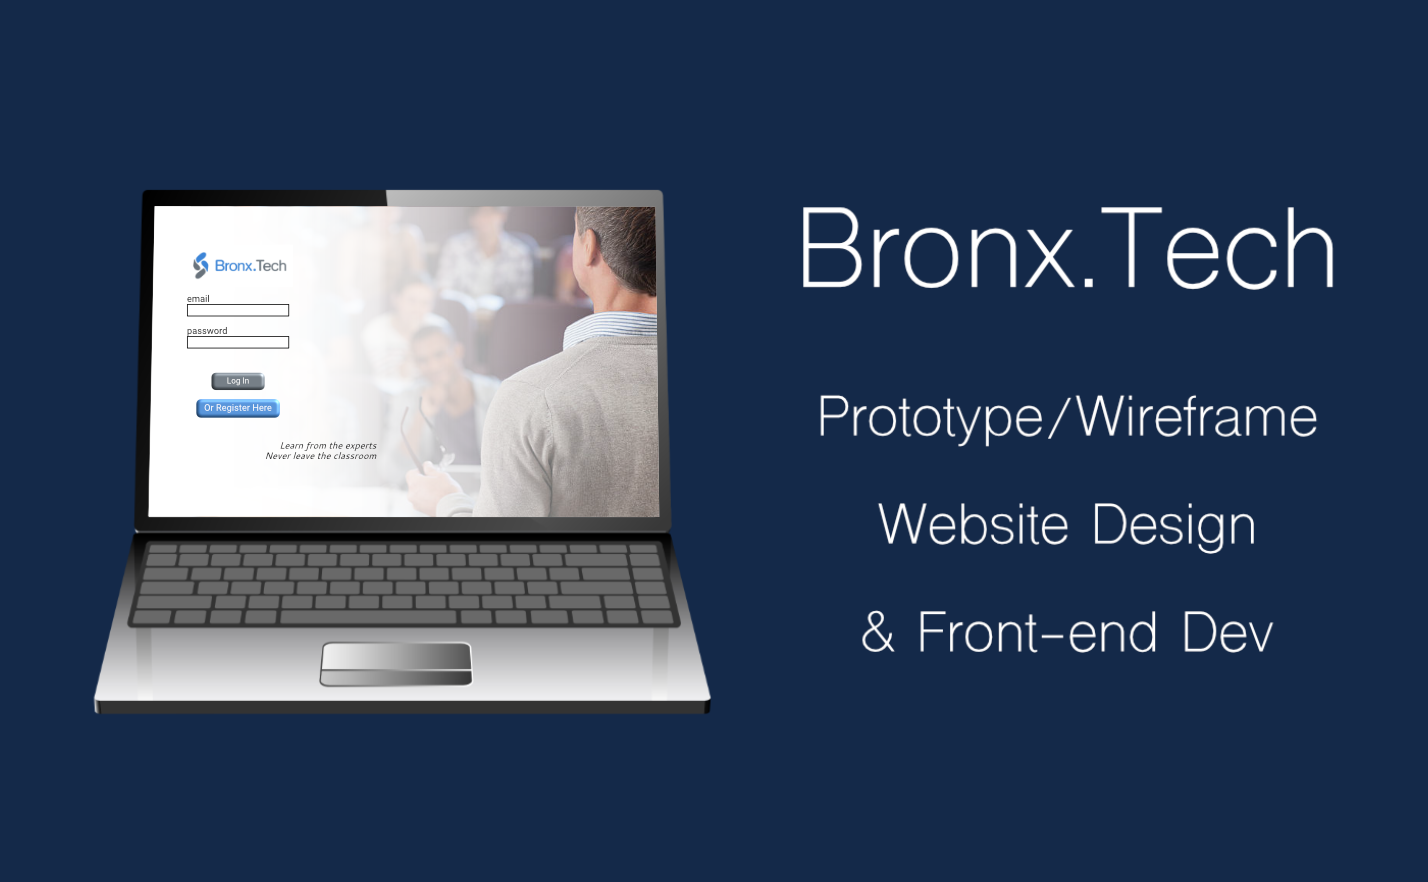 Bronx.Tech
email
password
Log In
Or Register Here
Learn from the experts
Never leave the classroom
Bronx.Tech
Prototype/Wireframe
Website Design
& Front-end Dev